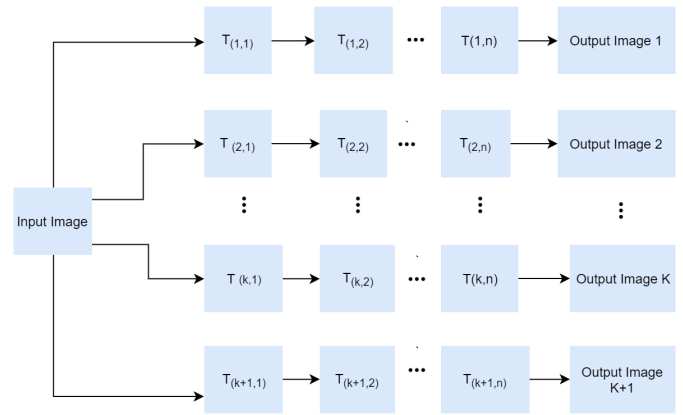 T(1,1) T(1,2) ••• T(1,n) Output Image 1
T (2,1) T(2,2) ••• T(2,n) Output Image 2
Input Image
T (k,1) T(k,2) ••• T(k,n) Output Image K
T(k+1,1) T(k+1,2) ••• T(k+1,n) Output Image
K+1